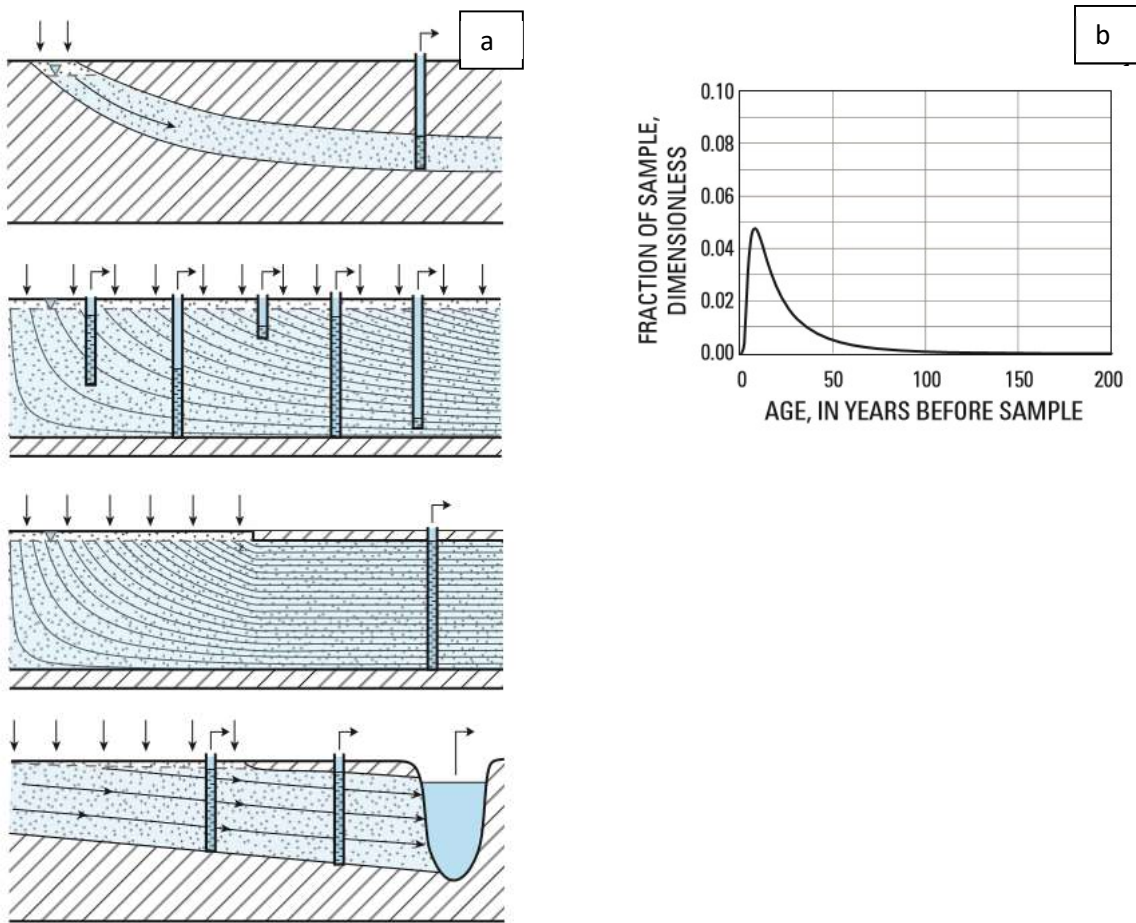 a
b
FRACTION OF SAMPLE,
DIMENSIONLESS
0.10
0.08
0.06
0.04
0.02
0.00
0 50 100 150 200
AGE, IN YEARS BEFORE SAMPLE